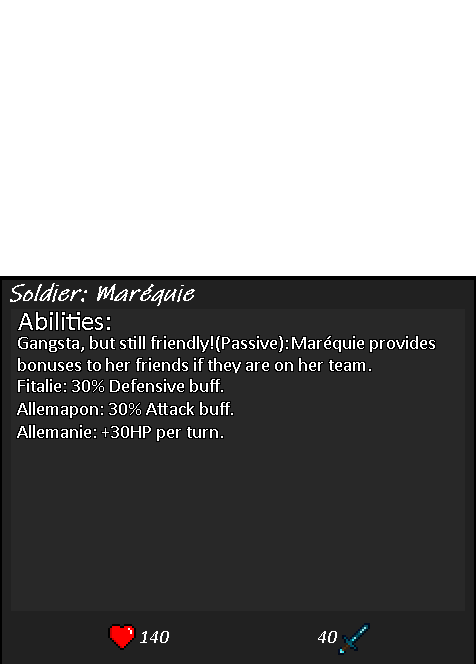 Soldier: Maréquie
Abilities:
Gangsta, but still friendly!(Passive):Maréquie provides
bonuses to her friends if they are on her team.
Fitalie: 30% Defensive buff.
Allemapon: 30% Attack buff.
Allemanie: +30HP per turn.
140 40